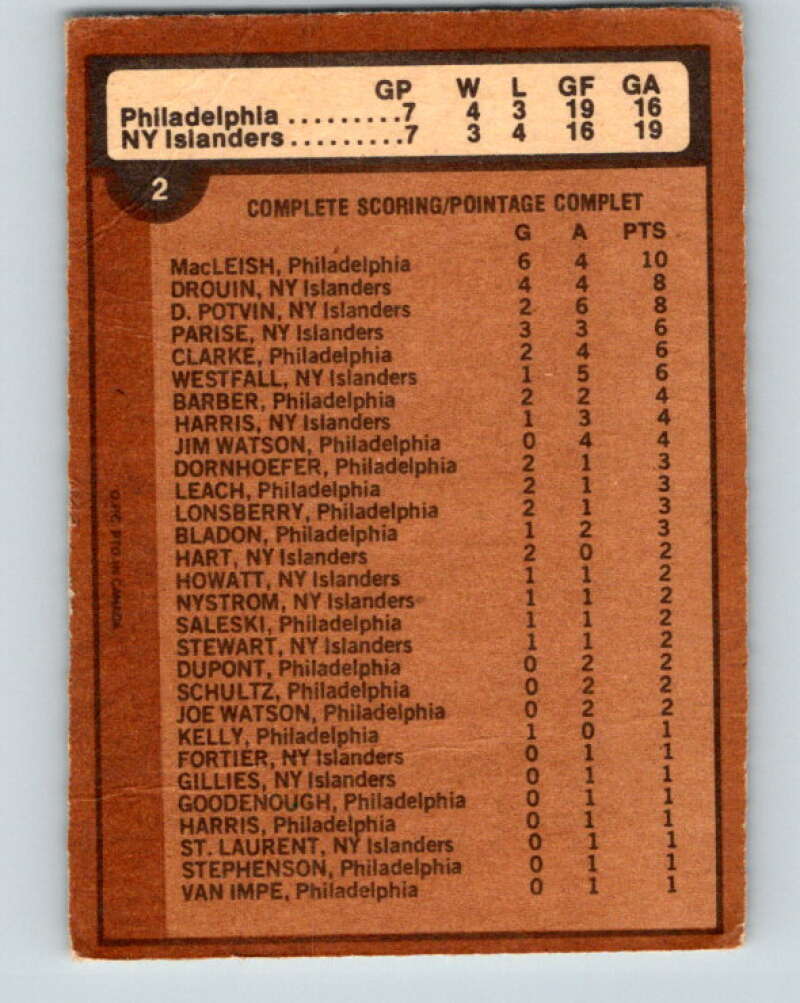 GP W L GF GA
Philadelphia .........7 4 3 19 16
NY Islanders.........7 3 4 16 19
2
COMPLETE SCORING/POINTAGE COMPLET
G A PTS
MacLEISH, Philadelphia 6 4 10
DROUIN, NY Islanders 4 4 8
D. POTVIN, NY Islanders 2 6 8
PARISE, NY Islanders 3 3 6
CLARKE, Philadelphia 2 4 6
WESTFALL, NY Islanders 1 5 6
BARBER, Philadelphia 2 2 4
HARRIS, NY Islanders 1 3 4
JIM WATSON, Philadelphia 0 4 4
DORNHOEFER, Philadelphia 2 1 3
LEACH, Philadelphia 2 1 3
LONSBERRY, Philadelphia 2 1 3
BLADON, Philadelphia 1 2 3
HART, NY Islanders 2 0 2
HOWATT, NY Islanders 1 1 2
NYSTROM, NY Islanders 1 1 2
SALESKI, Philadelphia 1 1 2
STEWART, NY Islanders 1 1 2
DUPONT, Philadelphia 0 2 2
SCHULTZ, Philadelphia 0 2 2
JOE WATSON, Philadelphia 0 2 2
KELLY, Philadelphia 1 0 1
FORTIER, NY Islanders 0 1 1
GILLIES, NY Islanders 0 1 1
GOODENOUGH, Philadelphia 0 1 1
HARRIS, Philadelphia 0 1 1
ST. LAURENT, NY Islanders 0 1 1
STEPHENSON, Philadelphia 0 1 1
VAN IMPE, Philadelphia 0 1 1
O.P.C. PTD IN CANADA